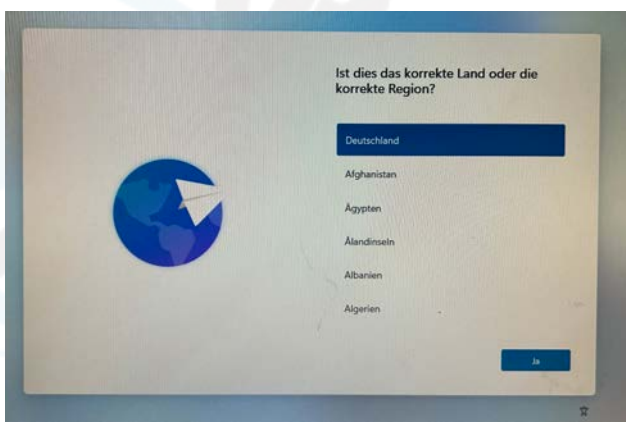 Ist dies das korrekte Land oder die
korrekte Region?
Deutschland
Afghanistan
Ägypten
Ålandinseln
Albanien
Algerien
Ja